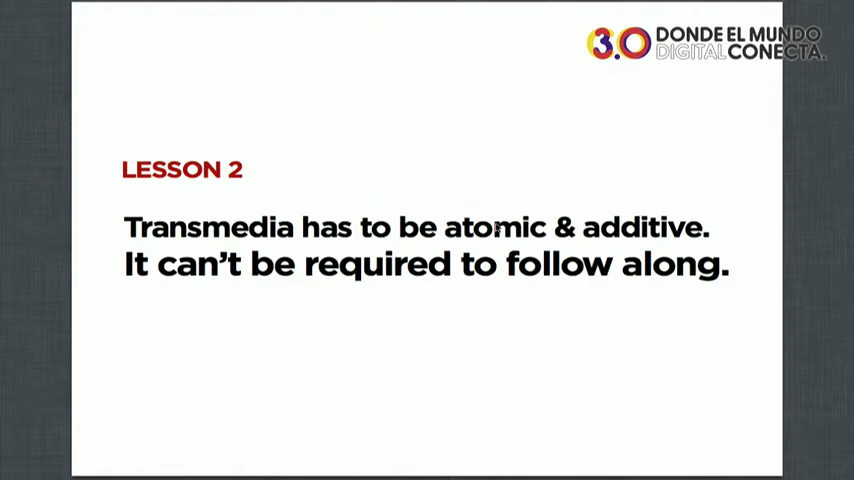 3.0 DONDE EL MUNDO
DIGITAL CONECTA.
LESSON 2
Transmedia has to be atomic & additive.
It can't be required to follow along.